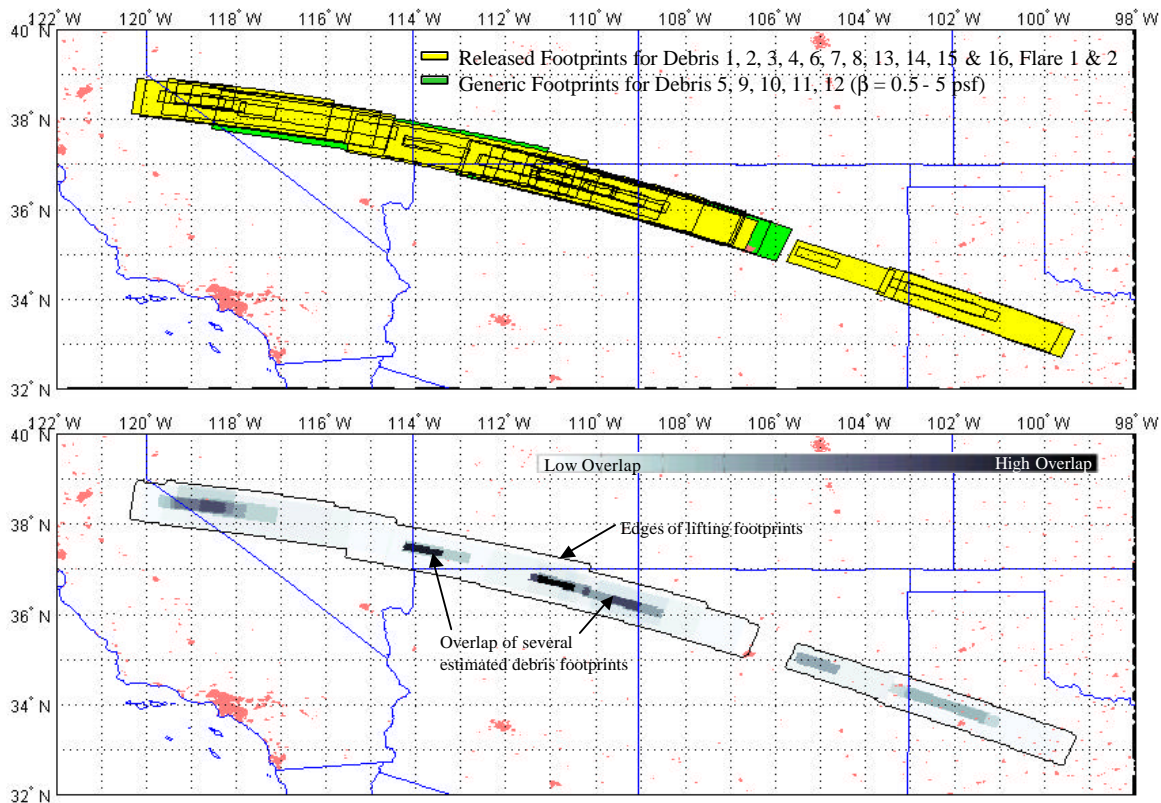 122°W 120°W 118°W 116°W 114°W 112°W 110°W 108°W 106°W 104°W 102°W 100°W 98°W
40° N
Released Footprints for Debris 1, 2, 3, 4, 6, 7, 8, 13, 14, 15 & 16, Flare 1 & 2
Generic Footprints for Debris 5, 9, 10, 11, 12 (β = 0.5 - 5 psf)
38° N
36° N
34° N
32° N
122°W 120°W 118°W 116°W 114°W 112°W 110°W 108°W 106°W 104°W 102°W 100°W 98°W
40° N
Low Overlap High Overlap
Edges of lifting footprints
38° N
36° N
Overlap of several
estimated debris footprints
34° N
32° N